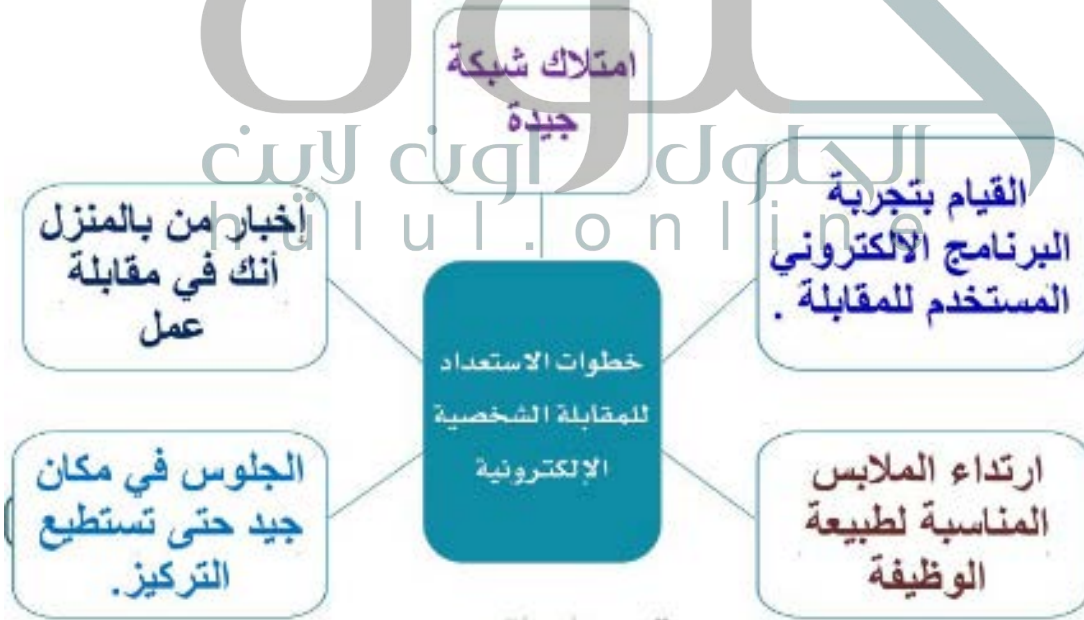 امتلاك شبكة
جيدة
الحلول اون لاين
hulul.online
القيام بتجربة
البرنامج الالكتروني
المستخدم للمقابلة .
إخبار من بالمنزل
أنك في مقابلة
عمل
خطوات الاستعداد
للمقابلة الشخصية
الإلكترونية
ارتداء الملابس
المناسبة لطبيعة
الوظيفة
الجلوس في مكان
جيد حتى تستطيع
التركيز.